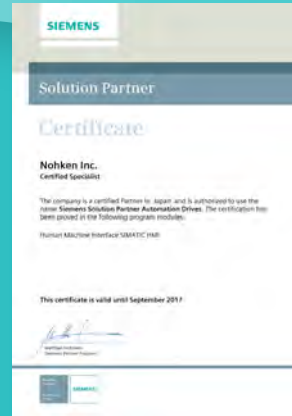 SIEMENS
Solution Partner
Certificate
Nohken Inc.
Certified Specialist
The company is a certified Partner in Japan and is authorized to use the
name Siemens Solution Partner Automation Drives. The certification has
been proved in the following program modules:
Human Machine Interface SIMATIC HMI
This certificate is valid until September 2017
SIEMENS